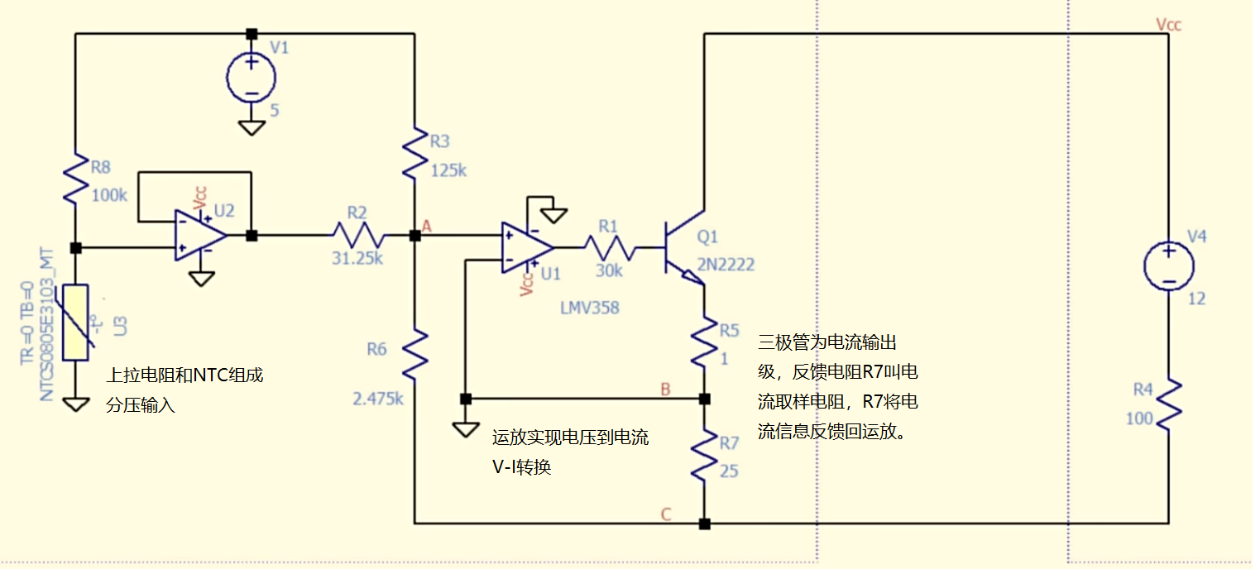 Vcc
V1
5
R8
100k
R3
125k
Vcc
U2
R2
31.25k
A
R1
30k
Q1
2N2222
V4
12
U1
Vcc
LMV358
TR=0 TB=0
NTCS0805E3103_MT
-t°
U3
R6
2.475k
R5
1
三极管为电流输出
级，反馈电阻R7叫电
流取样电阻，R7将电
流信息反馈回运放。
上拉电阻和NTC组成
分压输入
B
R4
100
运放实现电压到电流
V-I转换
R7
25
C